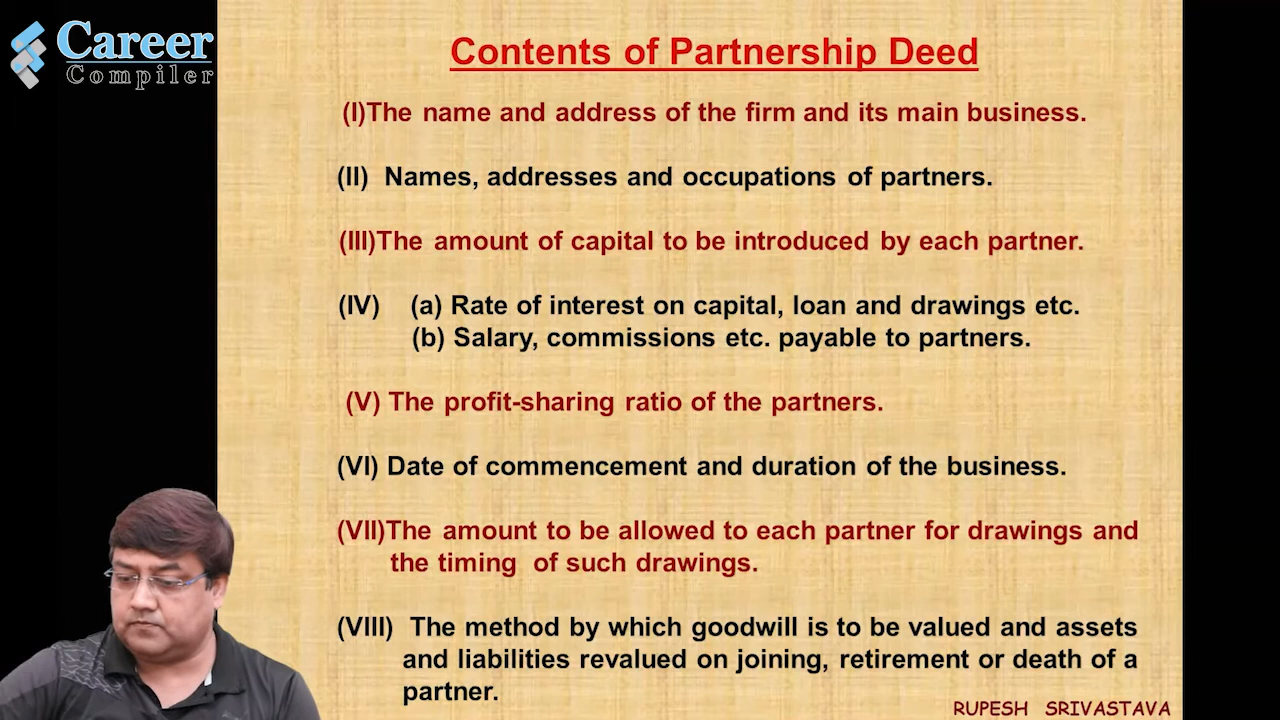 Career
Compiler
Contents of Partnership Deed
(I)The name and address of the firm and its main business.
(II) Names, addresses and occupations of partners.
(III)The amount of capital to be introduced by each partner.
(IV) (a) Rate of interest on capital, loan and drawings etc.
(b) Salary, commissions etc. payable to partners.
(V) The profit-sharing ratio of the partners.
(VI) Date of commencement and duration of the business.
(VII)The amount to be allowed to each partner for drawings and
the timing of such drawings.
(VIII) The method by which goodwill is to be valued and assets
and liabilities revalued on joining, retirement or death of a
partner.
RUPESH SRIVASTAVA